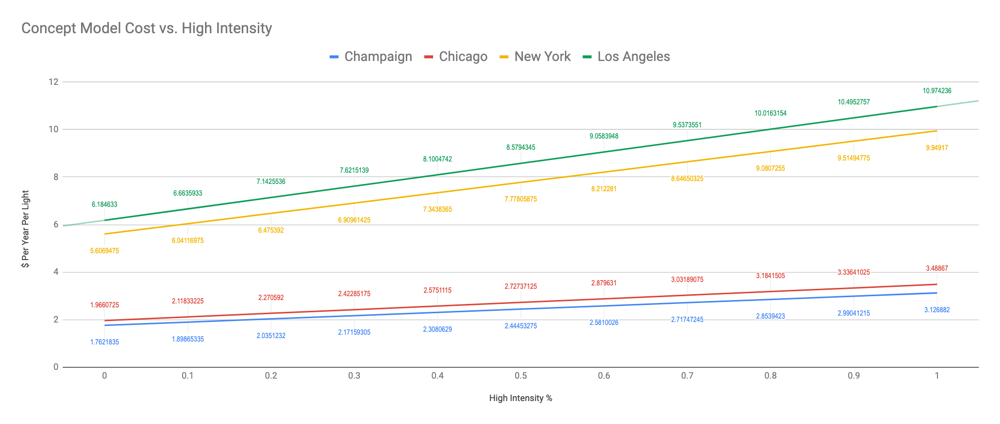 Concept Model Cost vs. High Intensity
Champaign Chicago New York Los Angeles
$ Per Year Per Light
12
10
8
6
4
2
0
6.184633 6.6635933 7.1425536 7.6215139 8.1004742 8.5794345 9.0583948 9.5373551 10.0163154 10.4952757 10.974236
5.6069475 6.04116975 6.475392 6.90961425 7.3438365 7.77805875 8.212281 8.64650325 9.0807255 9.51494775 9.94917
1.9660725 2.11833225 2.270592 2.42285175 2.5751115 2.72737125 2.879631 3.03189075 3.1841505 3.33641025 3.48867
1.7621835 1.89865335 2.0351232 2.17159305 2.3080629 2.44453275 2.5810026 2.71747245 2.8539423 2.99041215 3.126882
0 0.1 0.2 0.3 0.4 0.5 0.6 0.7 0.8 0.9 1
High Intensity %